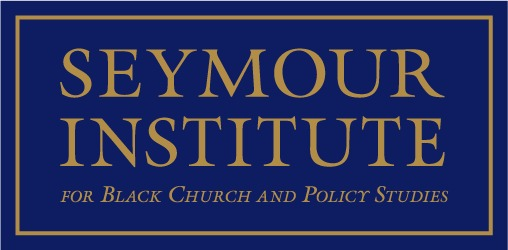 SEYMOUR
INSTITUTE
FOR BLACK CHURCH AND POLICY STUDIES